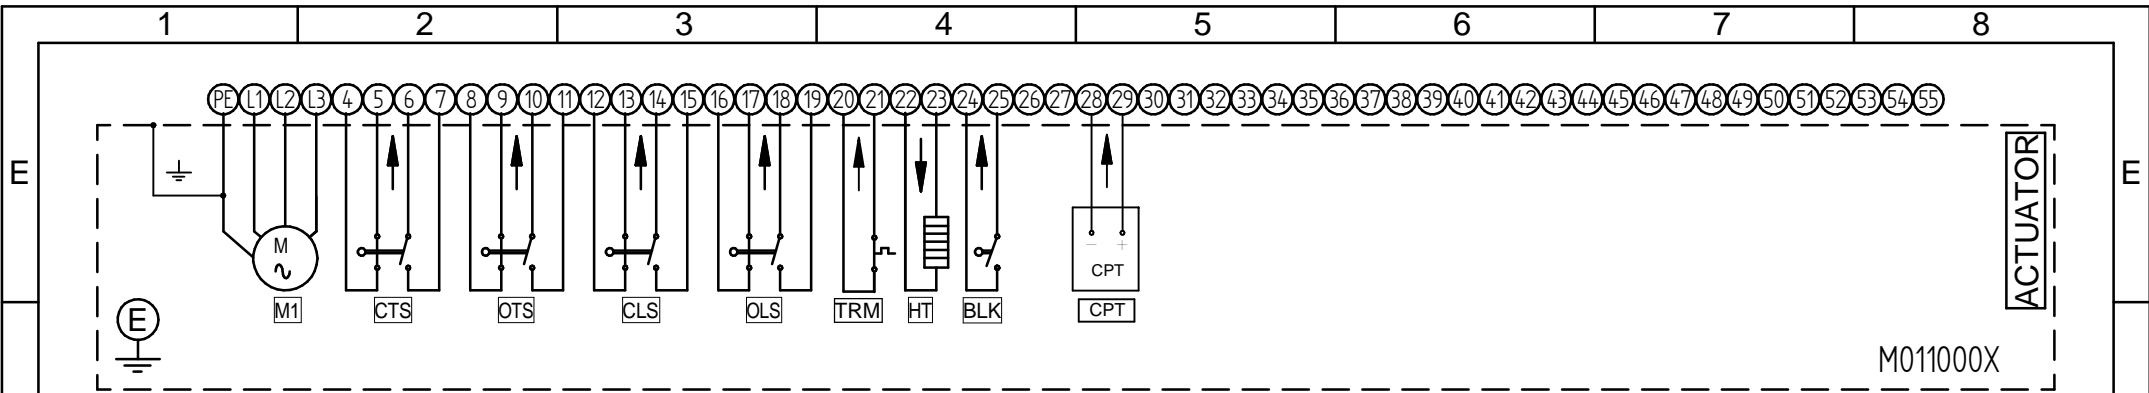 1 2 3 4 5 6 7 8
PE L1 L2 L3 4 5 6 7 8 9 10 11 12 13 14 15 16 17 18 19 20 21 22 23 24 25 26 27 28 29 30 31 32 33 34 35 36 37 38 39 40 41 42 43 44 45 46 47 48 49 50 51 52 53 54 55
E E
ACTUATOR
M
- +
CPT
M1 CTS OTS CLS OLS TRM HT BLK CPT
E
M011000X